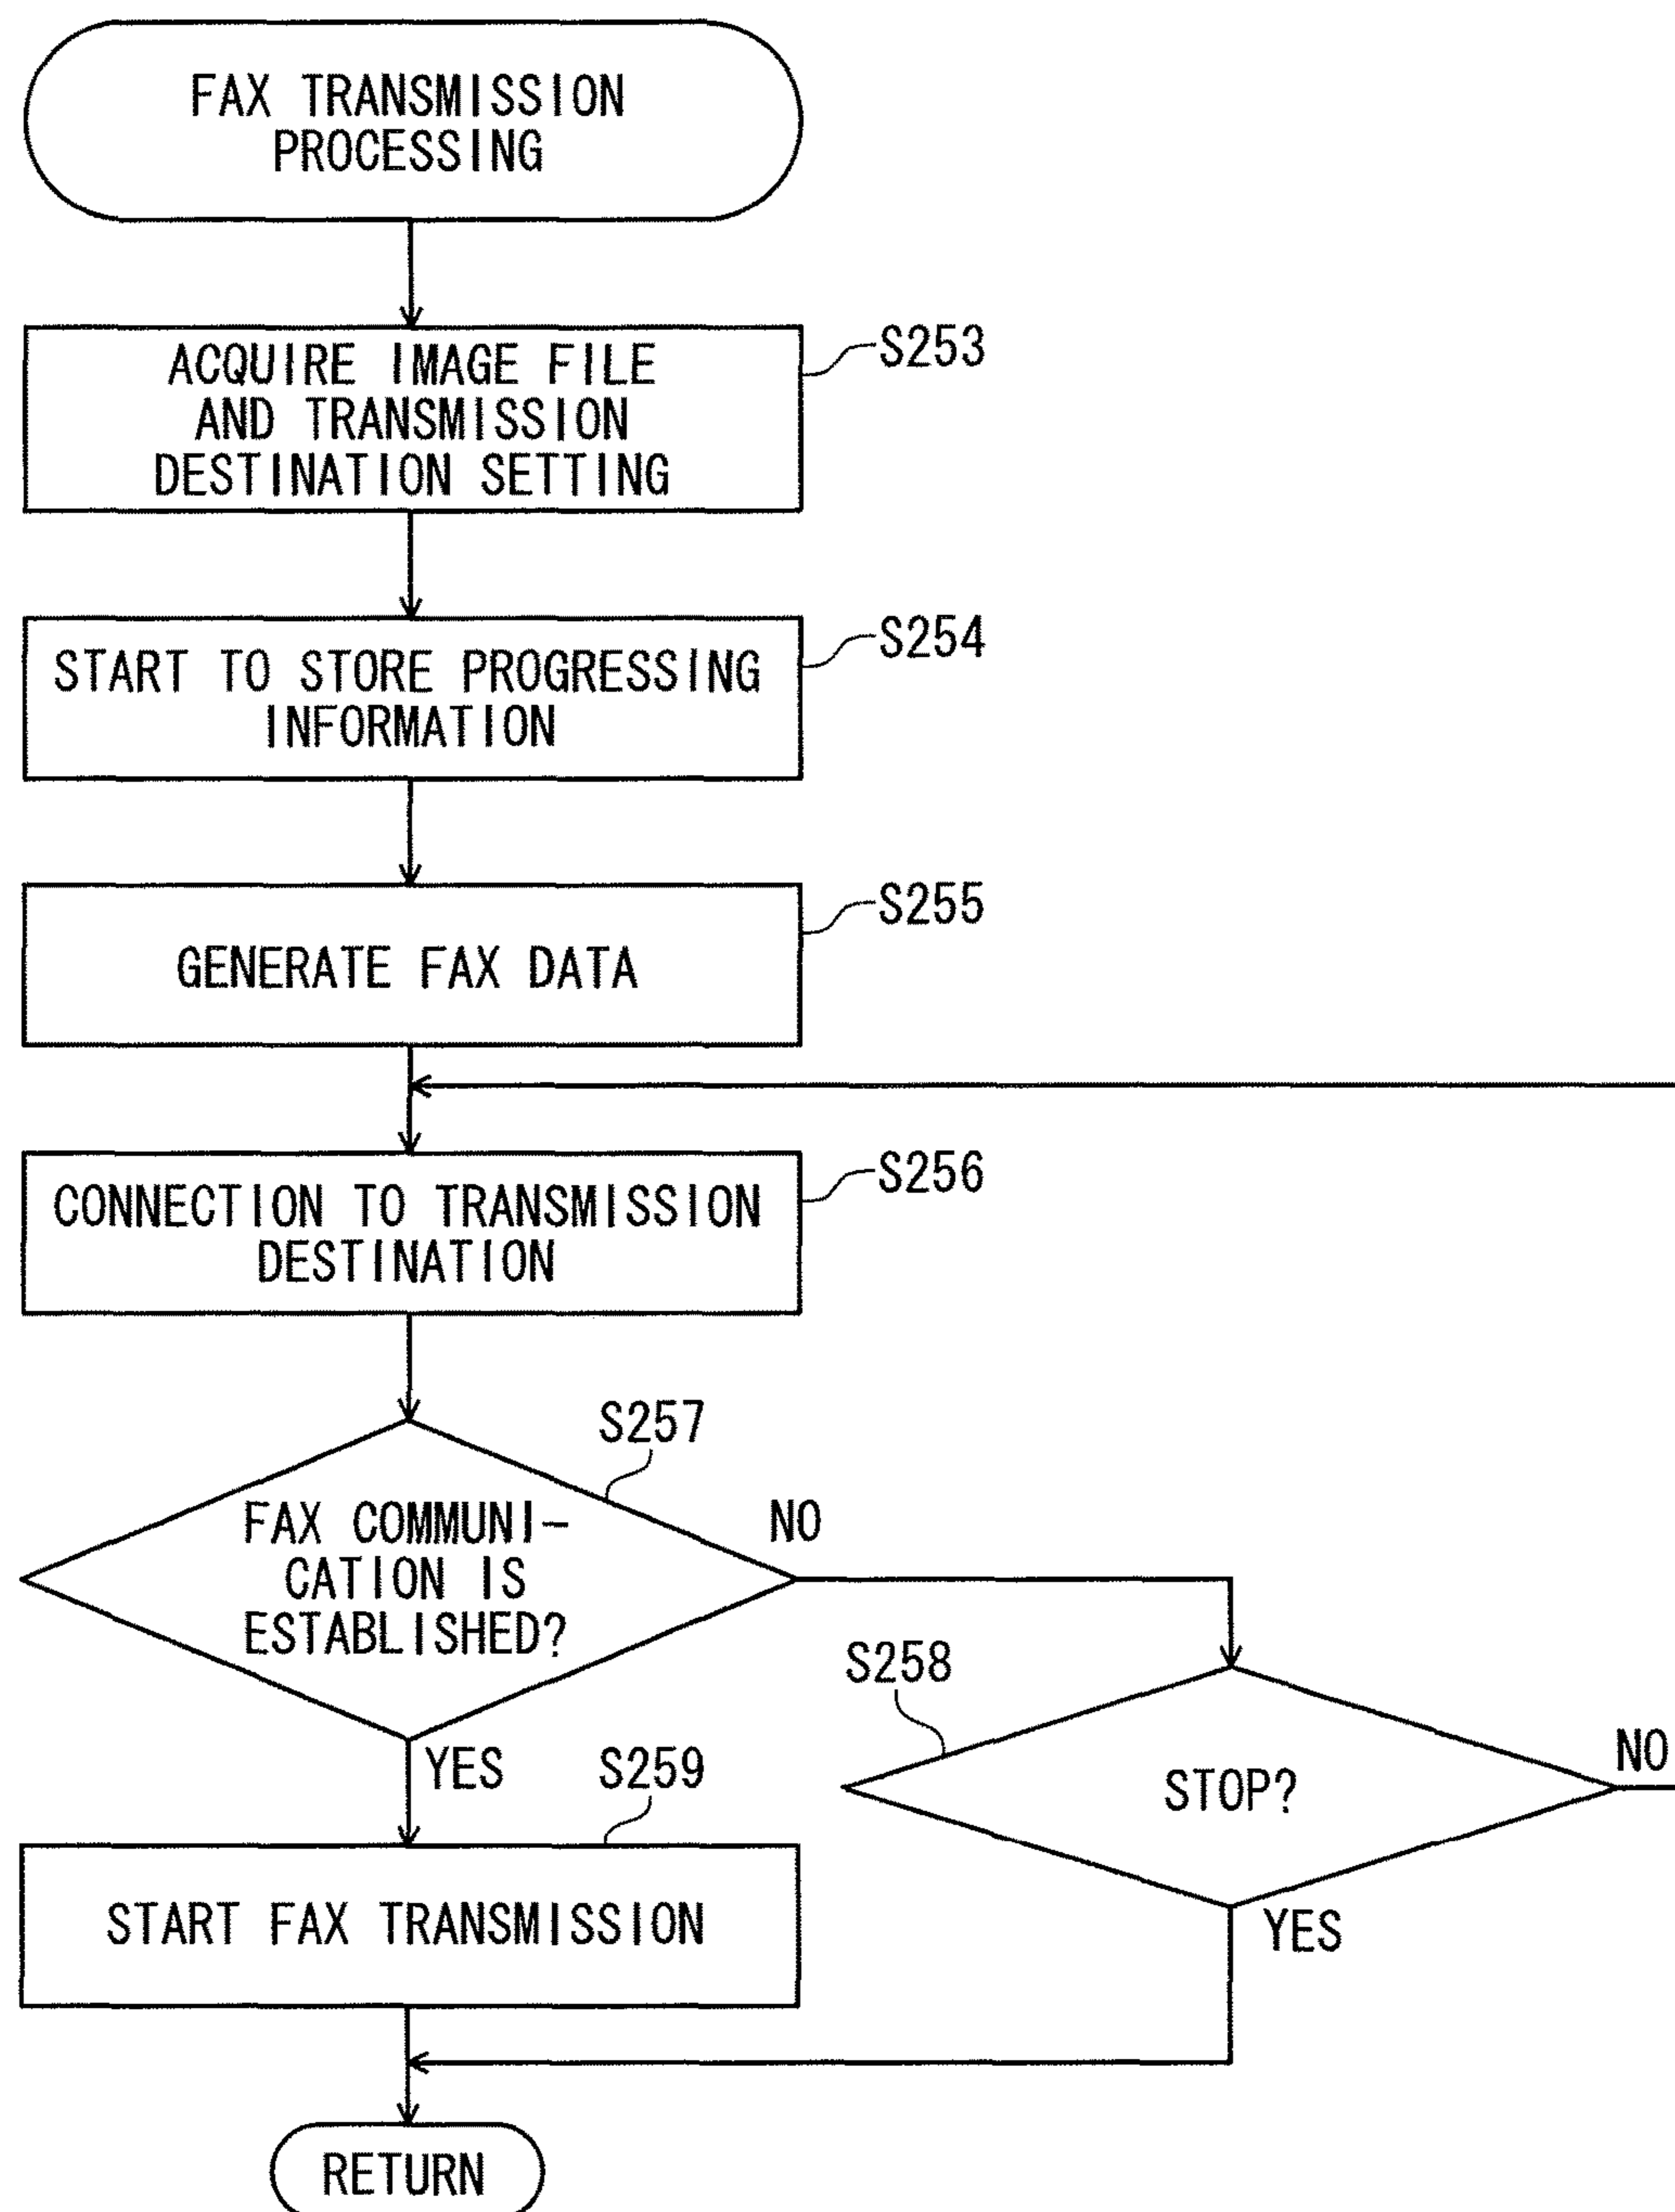 FAX TRANSMISSION
PROCESSING
ACQUIRE IMAGE FILE
AND TRANSMISSION
DESTINATION SETTING
S253
START TO STORE PROGRESSING
INFORMATION
S254
GENERATE FAX DATA
S255
CONNECTION TO TRANSMISSION
DESTINATION
S256
S257
FAX COMMUNI-
CATION IS
ESTABLISHED?
NO
YES
S258
STOP?
NO
YES
S259
START FAX TRANSMISSION
RETURN